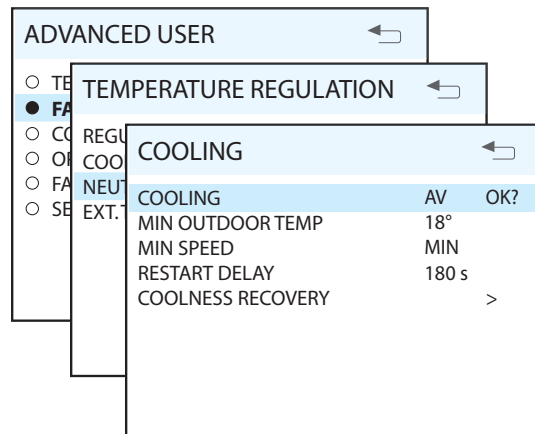 ADVANCED USER
TE
FA
CO
OF
FA
SE
TEMPERATURE REGULATION
REGU
COOL
NEUT
EXT. T
COOLING
COOLING AV OK?
MIN OUTDOOR TEMP 18°
MIN SPEED MIN
RESTART DELAY 180 s
COOLNESS RECOVERY >